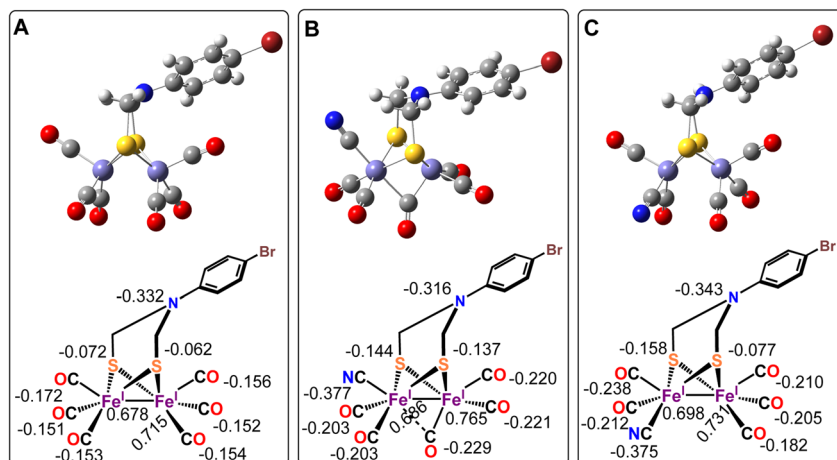 A
B
C
Br
-0.332
N
-0.072
-0.062
S
S
OC
-0.172
OC
-0.151
OC
-0.153
Fe^I
0.678
Fe^I
0.715
CO
-0.156
CO
-0.152
CO
-0.154
Br
-0.316
N
-0.144
-0.137
S
S
NC
-0.377
OC
-0.203
OC
-0.203
Fe^I
0.686
Fe^I
0.765
CO
-0.220
CO
-0.221
C
O
-0.229
Br
-0.343
N
-0.158
-0.077
S
S
OC
-0.238
OC
-0.212
NC
-0.375
Fe^I
0.698
Fe^I
0.731
CO
-0.210
CO
-0.205
CO
-0.182